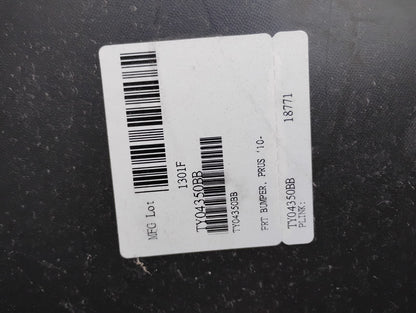 MFG Lot
1301F
TY04350BB
TY04350BB
FRT BUMPER, PRUS '10-
TY04350BB 18771
PLINK: